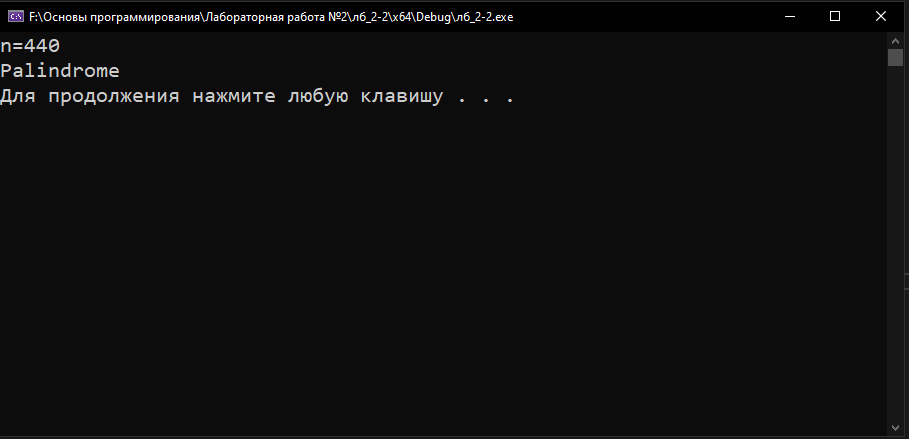 F:\Основы программирования\Лабораторная работа №2\лб_2-2\x64\Debug\лб_2-2.exe
n=440
Palindrome
Для продолжения нажмите любую клавишу . . .